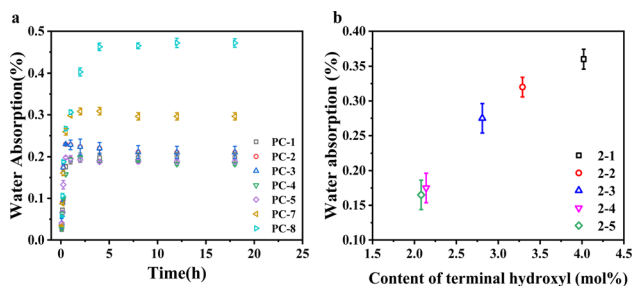 a
Water Absorption(%)
0.5
0.4
0.3
0.2
0.1
0.0
0
5
10
15
20
25
Time(h)
PC-1
PC-2
PC-3
PC-4
PC-5
PC-7
PC-8
b
Water absorption (%)
0.40
0.35
0.30
0.25
0.20
0.15
0.10
1.5
2.0
2.5
3.0
3.5
4.0
4.5
Content of terminal hydroxyl (mol%)
2-1
2-2
2-3
2-4
2-5